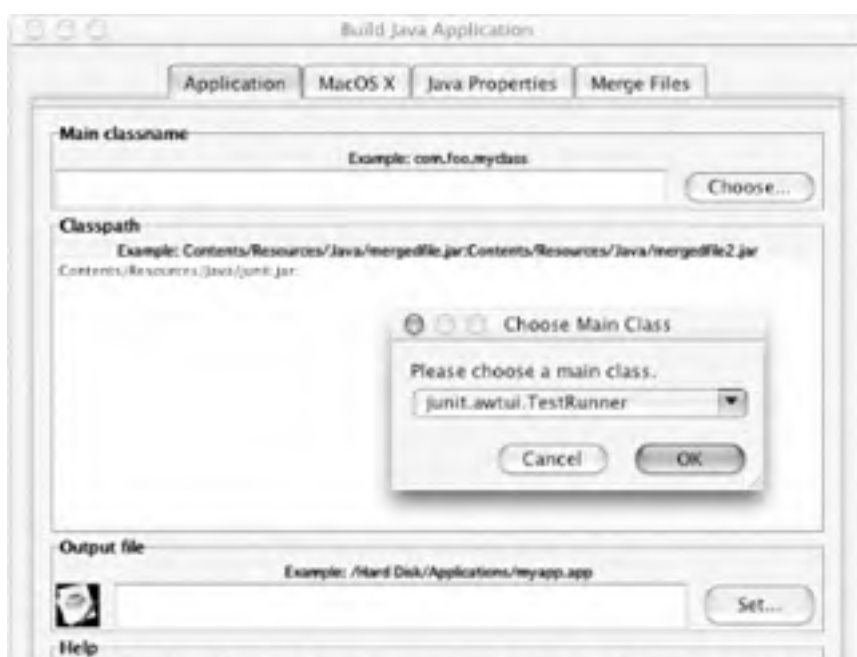 Build Java Application
Application MacOS X Java Properties Merge Files
Main classname
Example: com.foo.myclass
Choose...
Classpath
Example: Contents/Resources/Java/mergedfile.jar:Contents/Resources/Java/mergedfile2.jar
Contents/Resources/Java/junit.jar:
Choose Main Class
Please choose a main class.
junit.awtui.TestRunner
Cancel OK
Output file
Example: /Hard Disk/Applications/myapp.app
Set...
Help